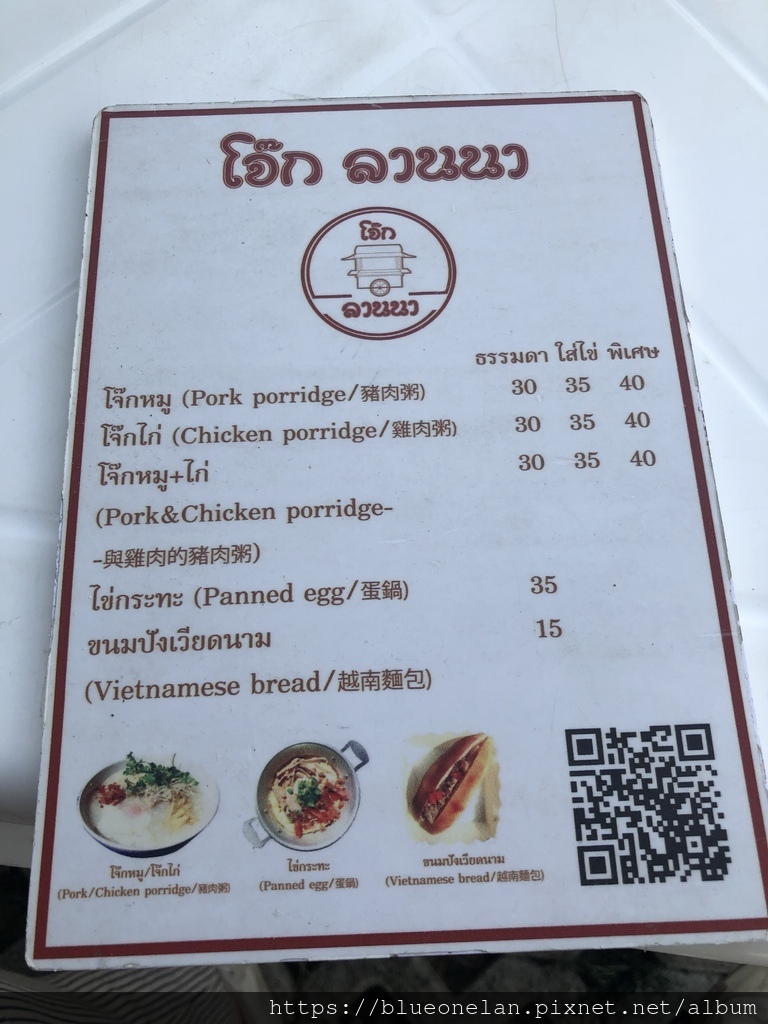 โจ๊ก ลานนา
โจ๊ก
ลานนา
ธรรมดา ใส่ไข่ พิเศษ
โจ๊กหมู (Pork porridge/豬肉粥) 30 35 40
โจ๊กไก่ (Chicken porridge/雞肉粥) 30 35 40
โจ๊กหมู+ไก่ 30 35 40
(Pork&Chicken porridge-
-與雞肉的豬肉粥)
ไข่กระทะ (Panned egg/蛋鍋) 35
ขนมปังเวียดนาม 15
(Vietnamese bread/越南麵包)
โจ๊กหมู/โจ๊กไก่
(Pork/Chicken porridge/豬肉粥)
ไข่กระทะ
(Panned egg/蛋鍋)
ขนมปังเวียดนาม
(Vietnamese bread/越南麵包)
https://blueonelan.pixnet.net/album